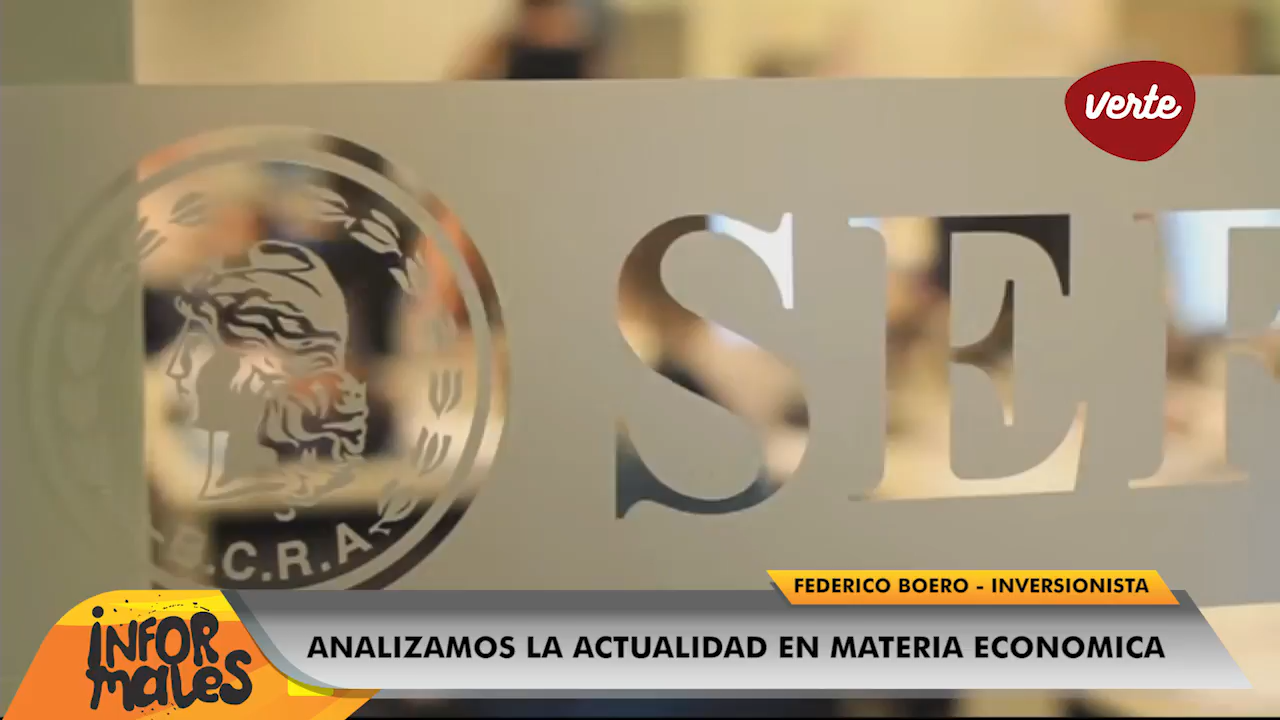 verte
SEF
B.C.R.A.
FEDERICO BOERO - INVERSIONISTA
ANALIZAMOS LA ACTUALIDAD EN MATERIA ECONOMICA
iNFOR
maLes